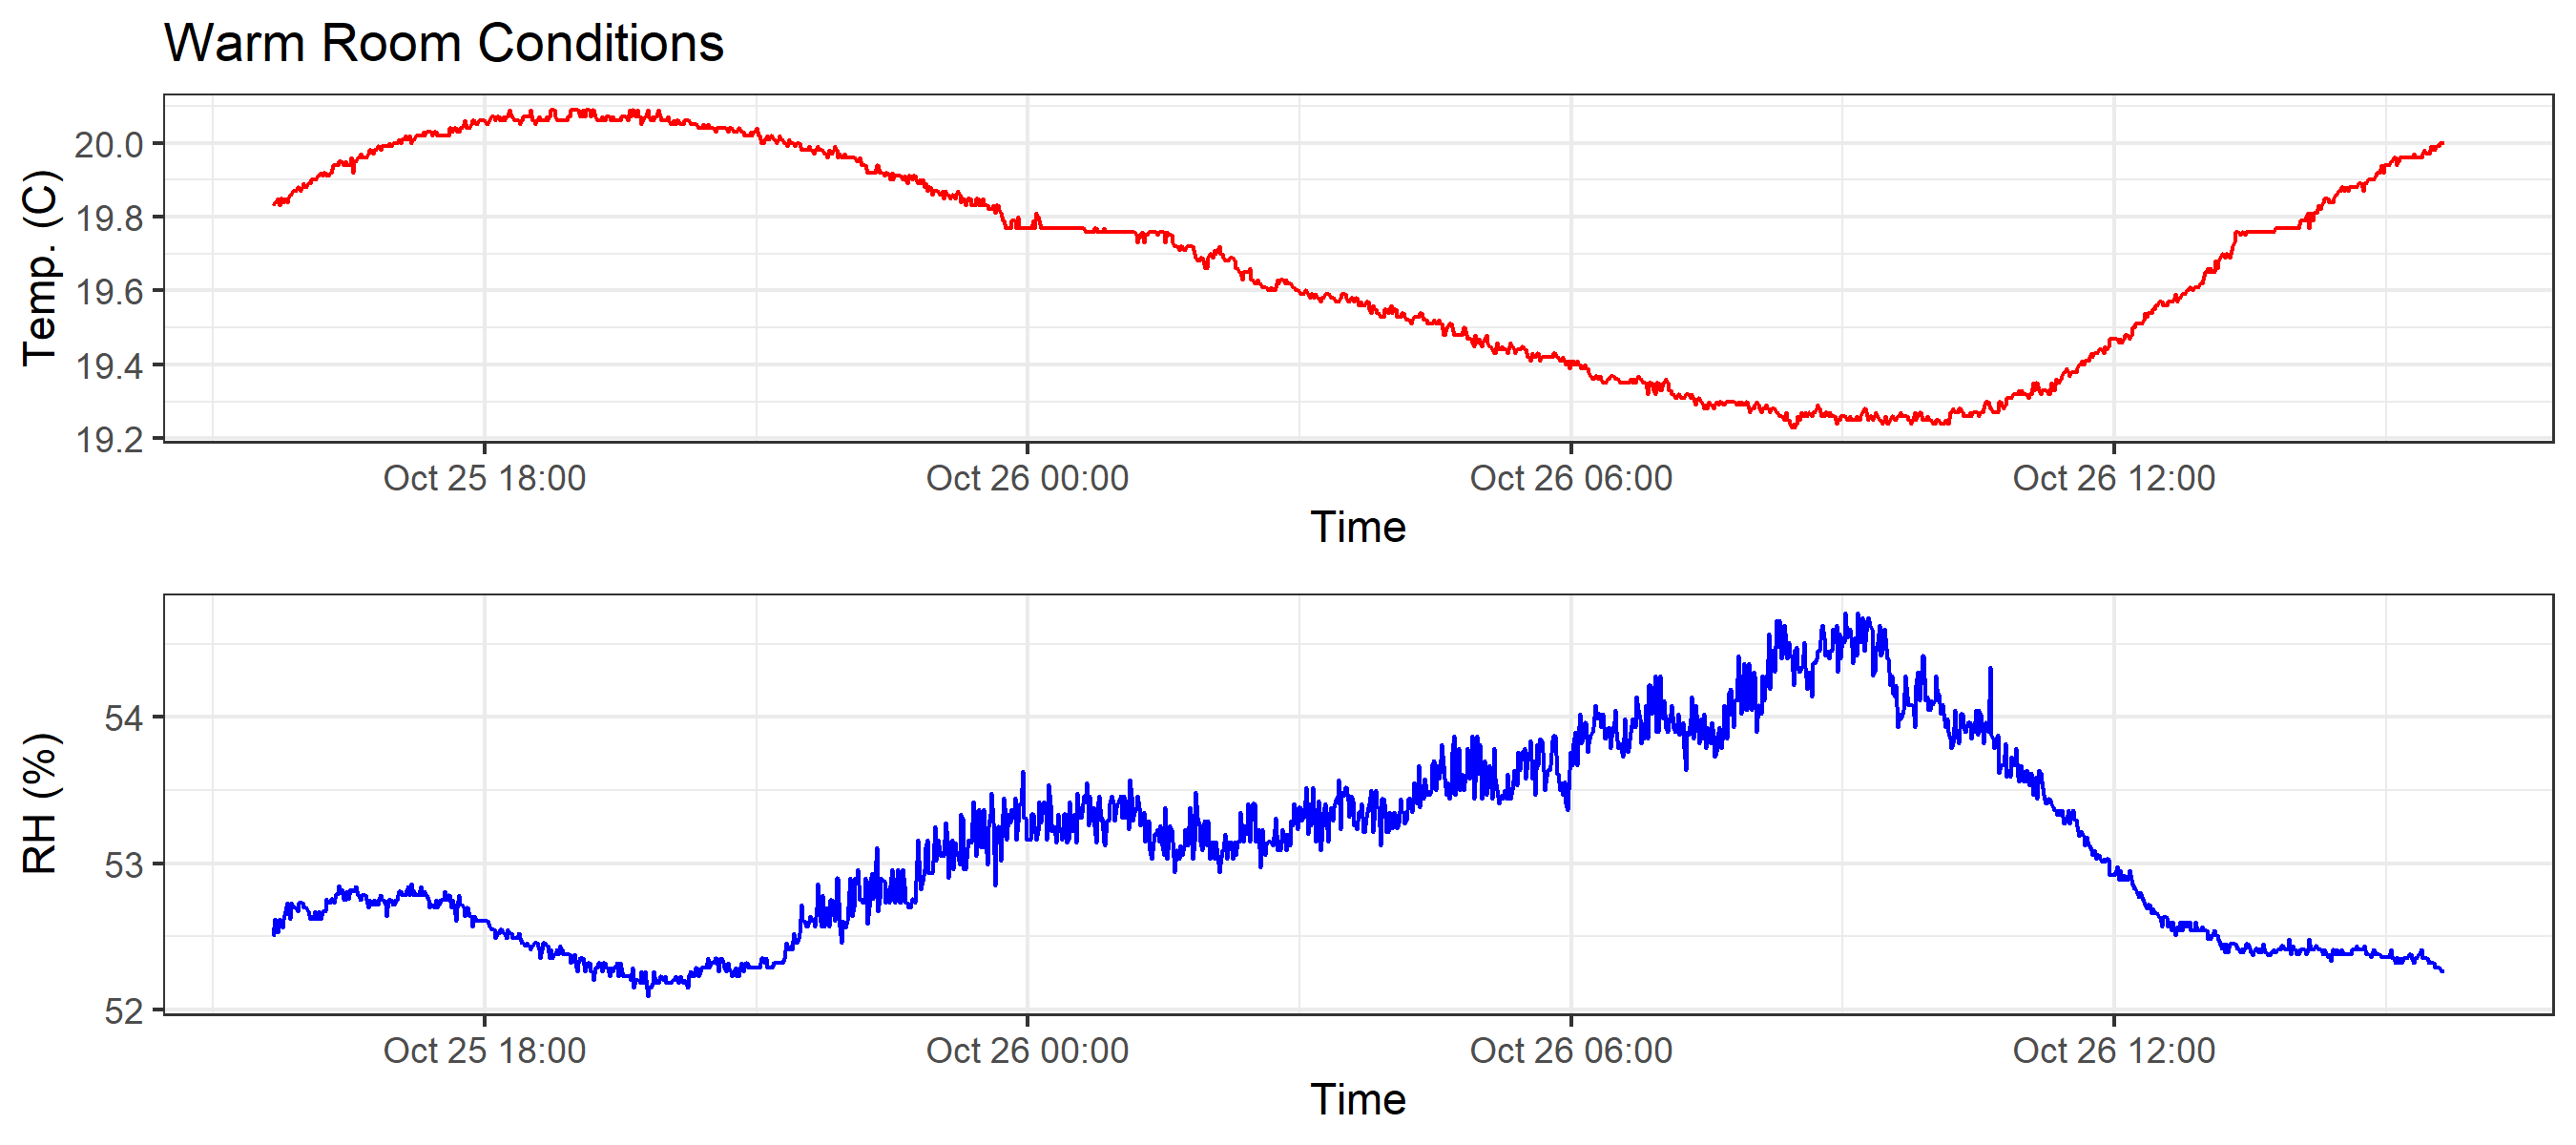 Warm Room Conditions
Temp. (C)
20.0
19.8
19.6
19.4
19.2
Oct 25 18:00 Oct 26 00:00 Oct 26 06:00 Oct 26 12:00
Time
RH (%)
54
53
52
Oct 25 18:00 Oct 26 00:00 Oct 26 06:00 Oct 26 12:00
Time